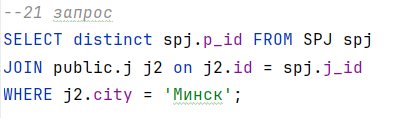 --21 запрос
SELECT distinct spj.p_id FROM SPJ spj
JOIN public.j j2 on j2.id = spj.j_id
WHERE j2.city = 'Минск';